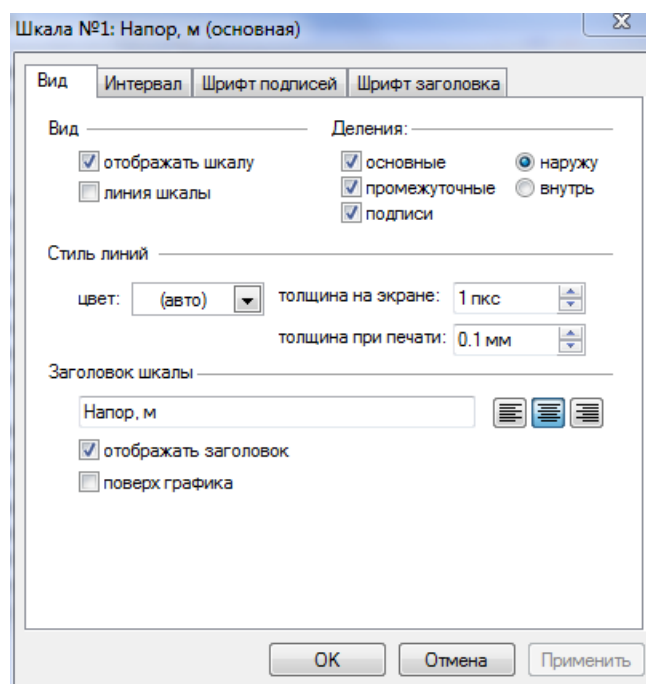 Шкала №1: Напор, м (основная)
Вид Интервал Шрифт подписей Шрифт заголовка
Вид Деления:
отображать шкалу основные наружу
линия шкалы промежуточные внутрь
подписи
Стиль линий
цвет: (авто) толщина на экране: 1 пкс
толщина при печати: 0.1 мм
Заголовок шкалы
Напор, м
отображать заголовок
поверх графика
OK Отмена Применить